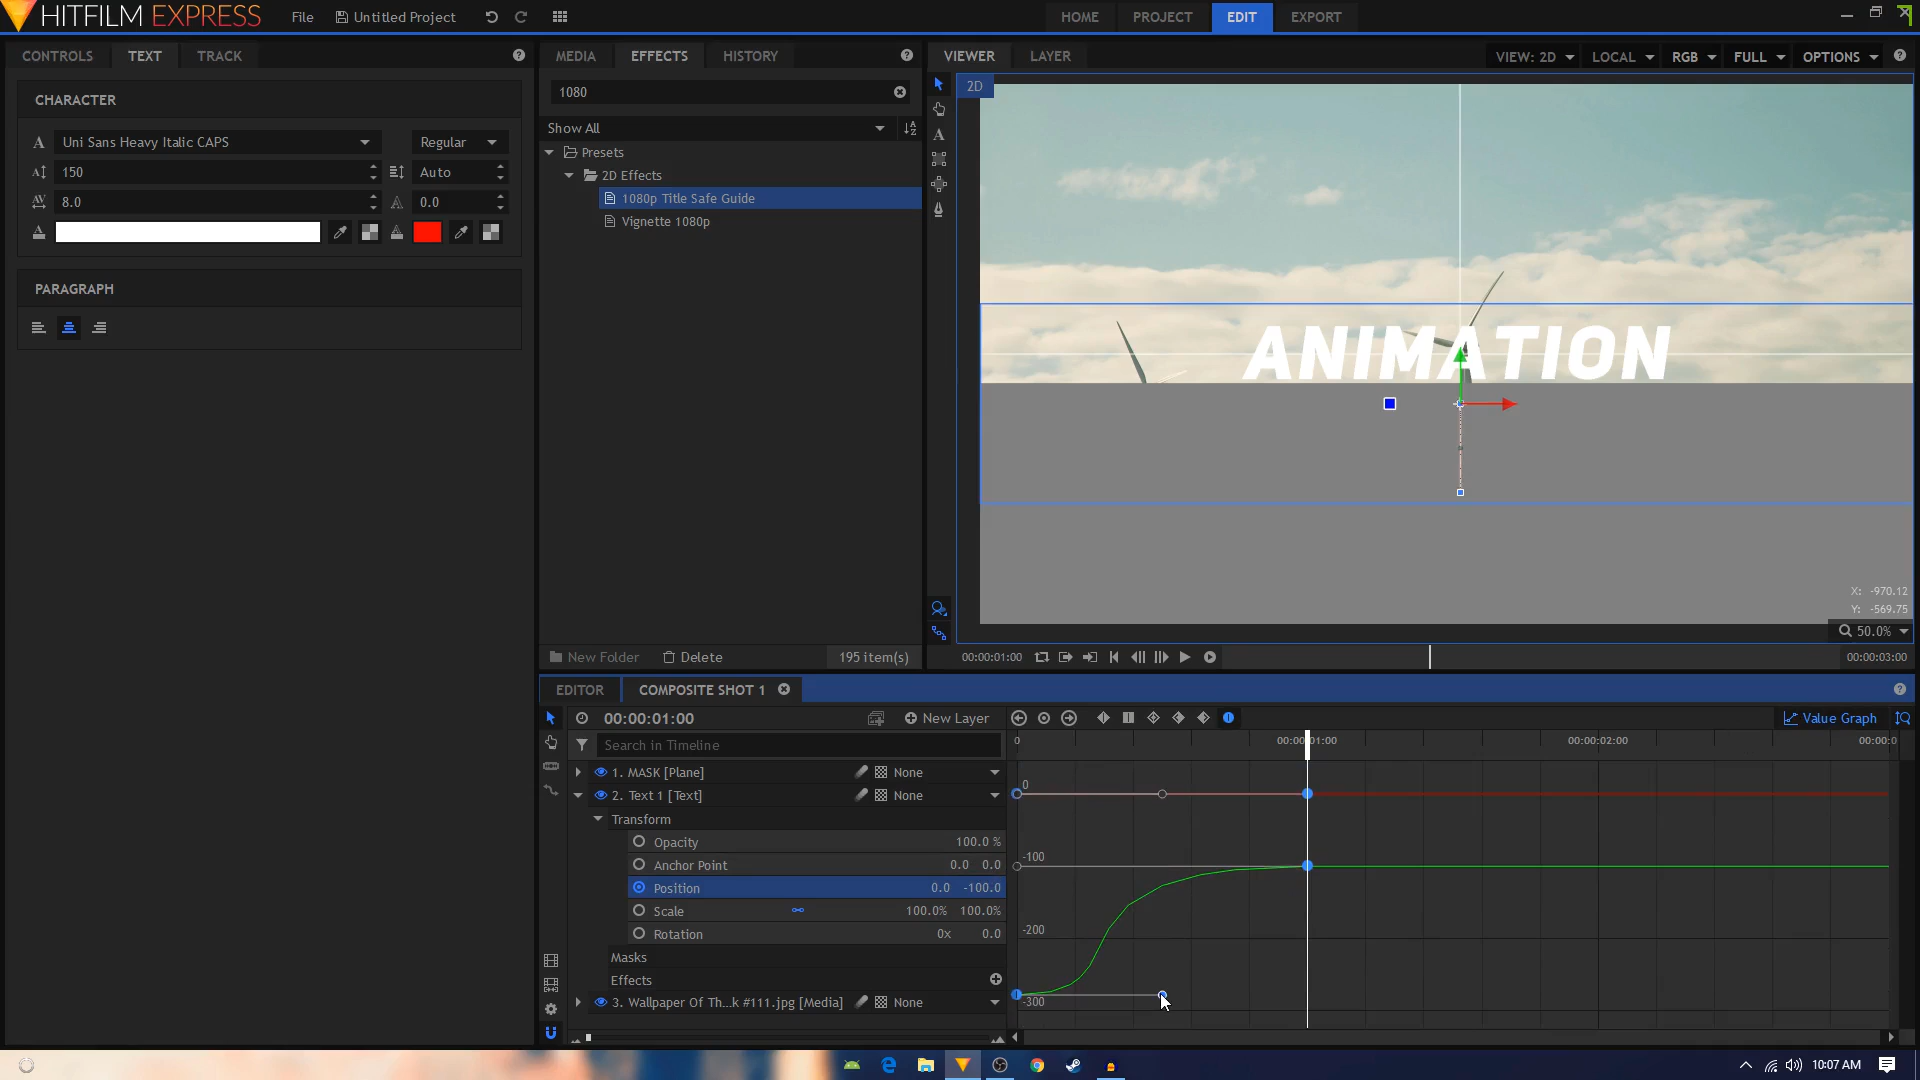 HITFILM EXPRESS File Untitled Project HOME PROJECT EDIT EXPORT
CONTROLS TEXT TRACK
CHARACTER
Uni Sans Heavy Italic CAPS Regular
150 Auto
8.0 0.0
PARAGRAPH
MEDIA EFFECTS HISTORY
1080
Show All
Presets
2D Effects
1080p Title Safe Guide
Vignette 1080p
New Folder Delete 195 item(s)
VIEWER LAYER VIEW: 2D LOCAL RGB FULL OPTIONS
2D
ANIMATION
X: -970.12
Y: -569.75
50.0%
00:00:01:00 00:00:03:00
EDITOR COMPOSITE SHOT 1
00:00:01:00 New Layer Value Graph
Search in Timeline
0 00:00:01:00 00:00:02:00 00:00:0
1. MASK [Plane] None
2. Text 1 [Text] None
Transform
Opacity 100.0 %
Anchor Point 0.0 0.0
Position 0.0 -100.0
Scale 100.0% 100.0%
Rotation 0x 0.0
Masks
Effects
3. Wallpaper Of Th...k #111.jpg [Media] None
0
-100
-200
-300
10:07 AM